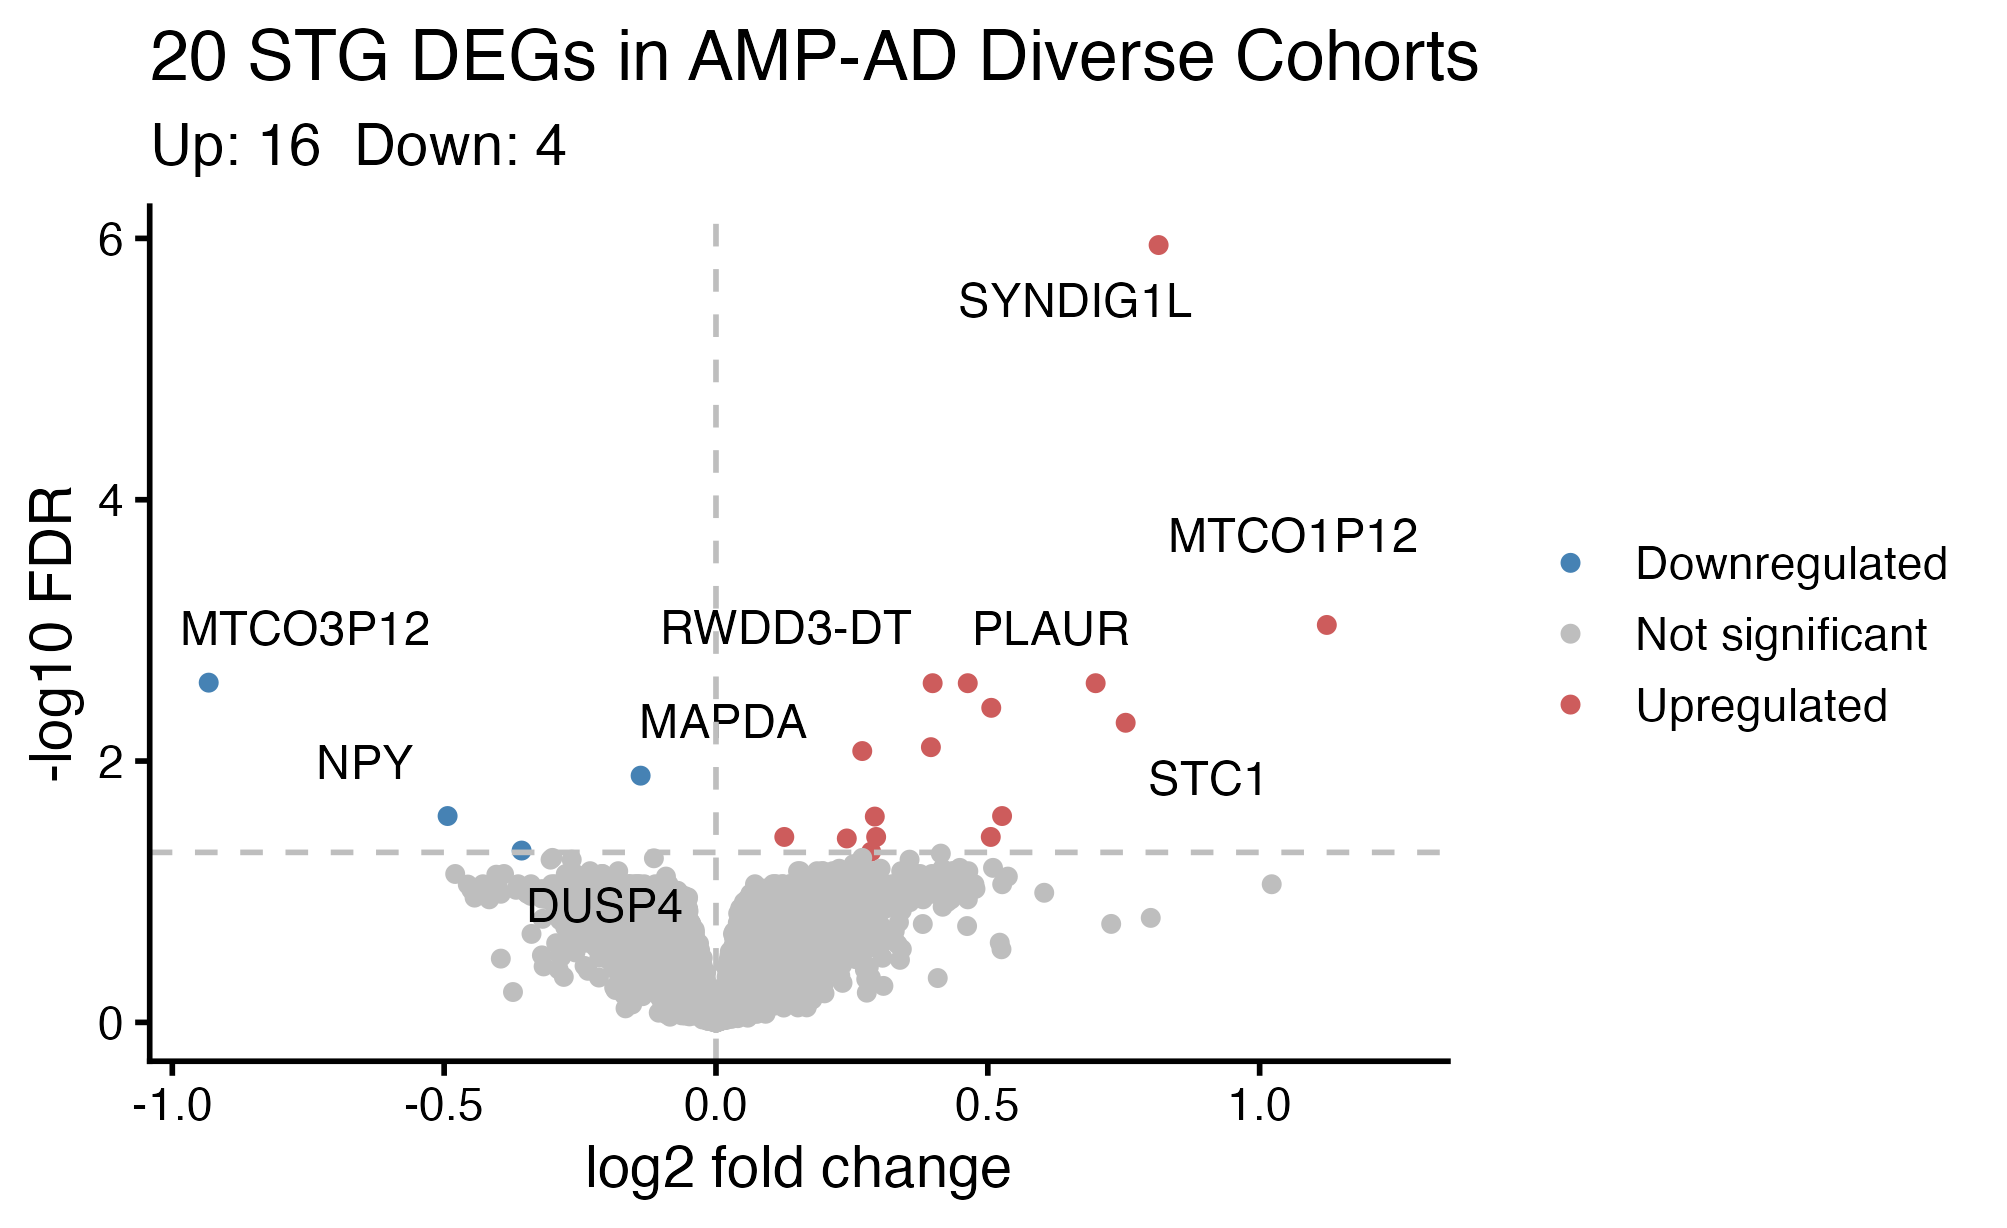 20 STG DEGs in AMP-AD Diverse Cohorts
Up: 16 Down: 4
6
SYNDIG1L
4
MTCO1P12
MTCO3P12
RWDD3-DT
PLAUR
MAPDA
NPY
2
STC1
DUSP4
0
-log10 FDR
-1.0 -0.5 0.0 0.5 1.0
log2 fold change
Downregulated
Not significant
Upregulated